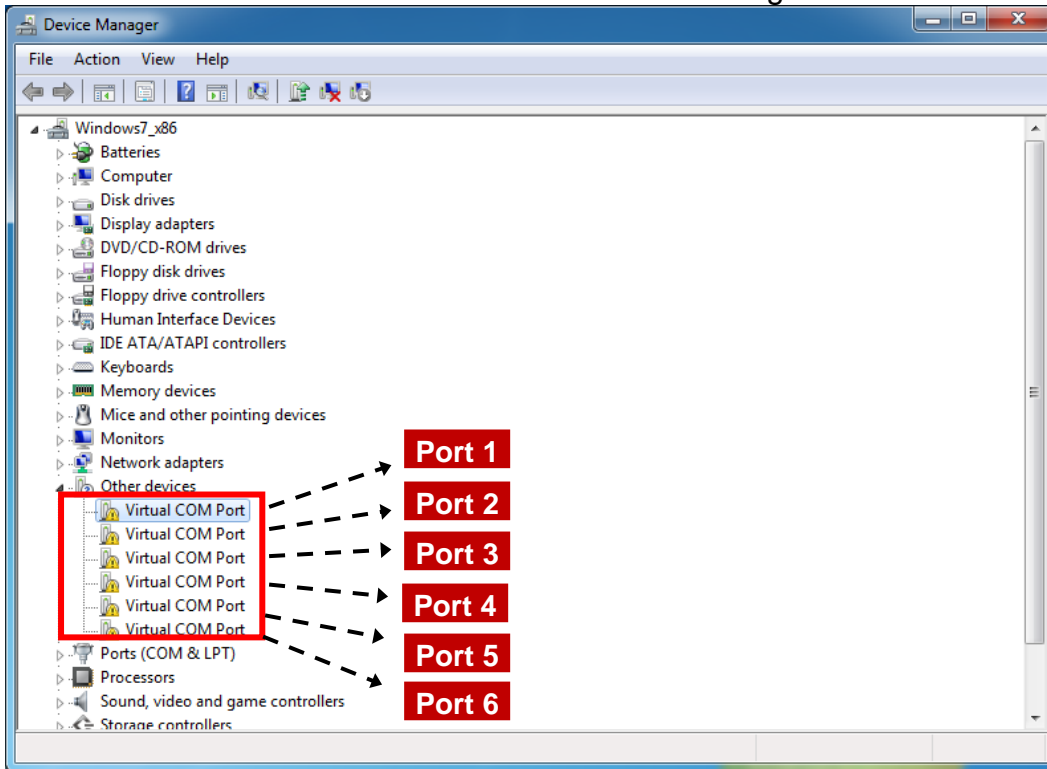 Device Manager
File Action View Help
Windows7_x86
Batteries
Computer
Disk drives
Display adapters
DVD/CD-ROM drives
Floppy disk drives
Floppy drive controllers
Human Interface Devices
IDE ATA/ATAPI controllers
Keyboards
Memory devices
Mice and other pointing devices
Monitors
Network adapters
Other devices
Virtual COM Port
Virtual COM Port
Virtual COM Port
Virtual COM Port
Virtual COM Port
Virtual COM Port
Ports (COM & LPT)
Processors
Sound, video and game controllers
Storage controllers
Port 1
Port 2
Port 3
Port 4
Port 5
Port 6